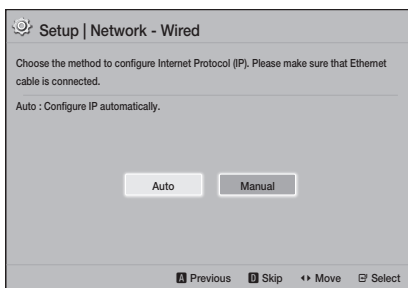 Setup | Network - Wired
Choose the method to configure Internet Protocol (IP). Please make sure that Ethernet
cable is connected.
Auto : Configure IP automatically.
Auto Manual
A Previous D Skip Move Select